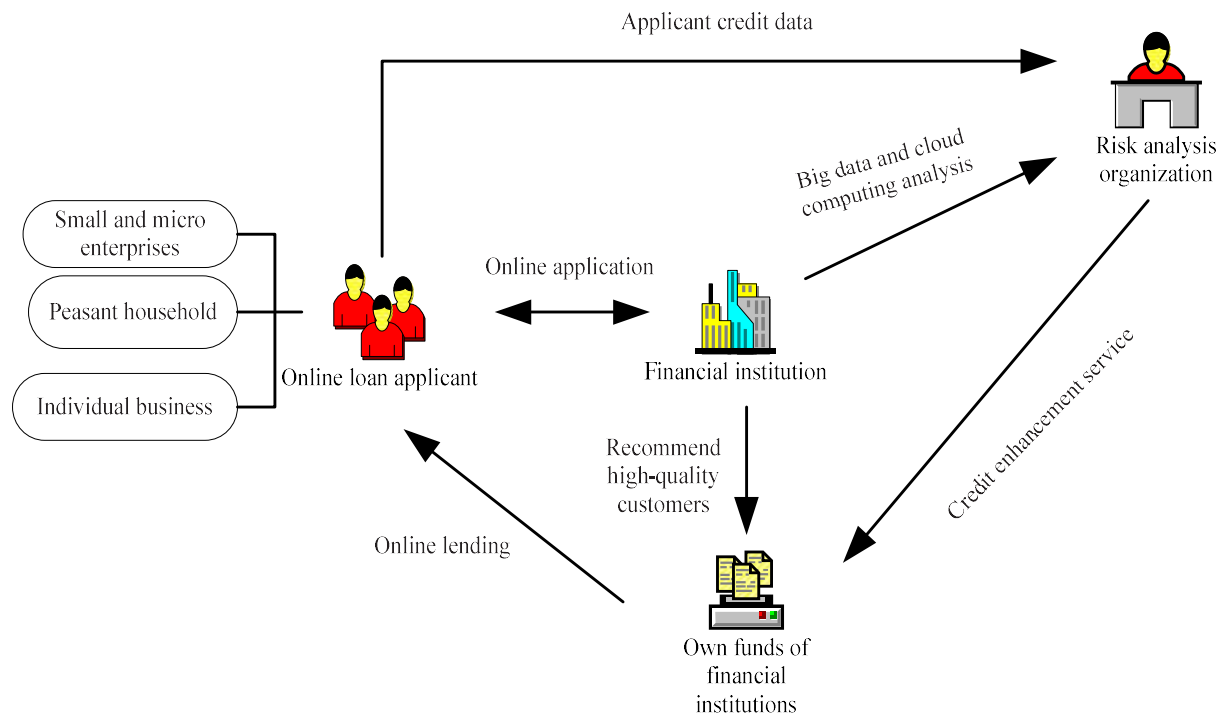 Applicant credit data
Risk analysis
organization
Big data and cloud
computing analysis
Small and micro
enterprises
Peasant household
Individual business
Online loan applicant
Online application
Financial institution
Recommend
high-quality
customers
Credit enhancement service
Online lending
Own funds of
financial
institutions